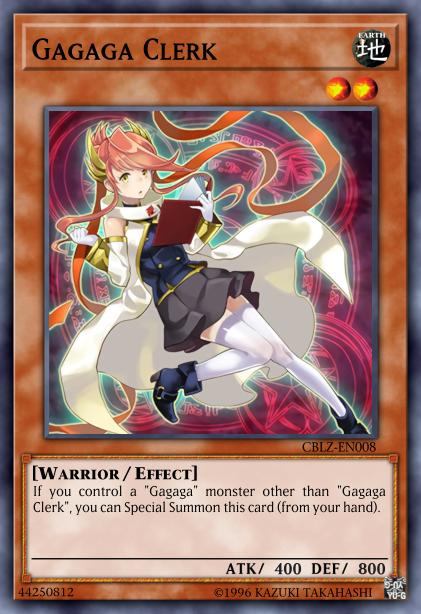 Gagaga Clerk
EARTH
地
CBLZ-EN008
[Warrior / Effect]
If you control a "Gagaga" monster other than "Gagaga
Clerk", you can Special Summon this card (from your hand).
ATK/ 400 DEF/ 800
44250812
©1996 KAZUKI TAKAHASHI